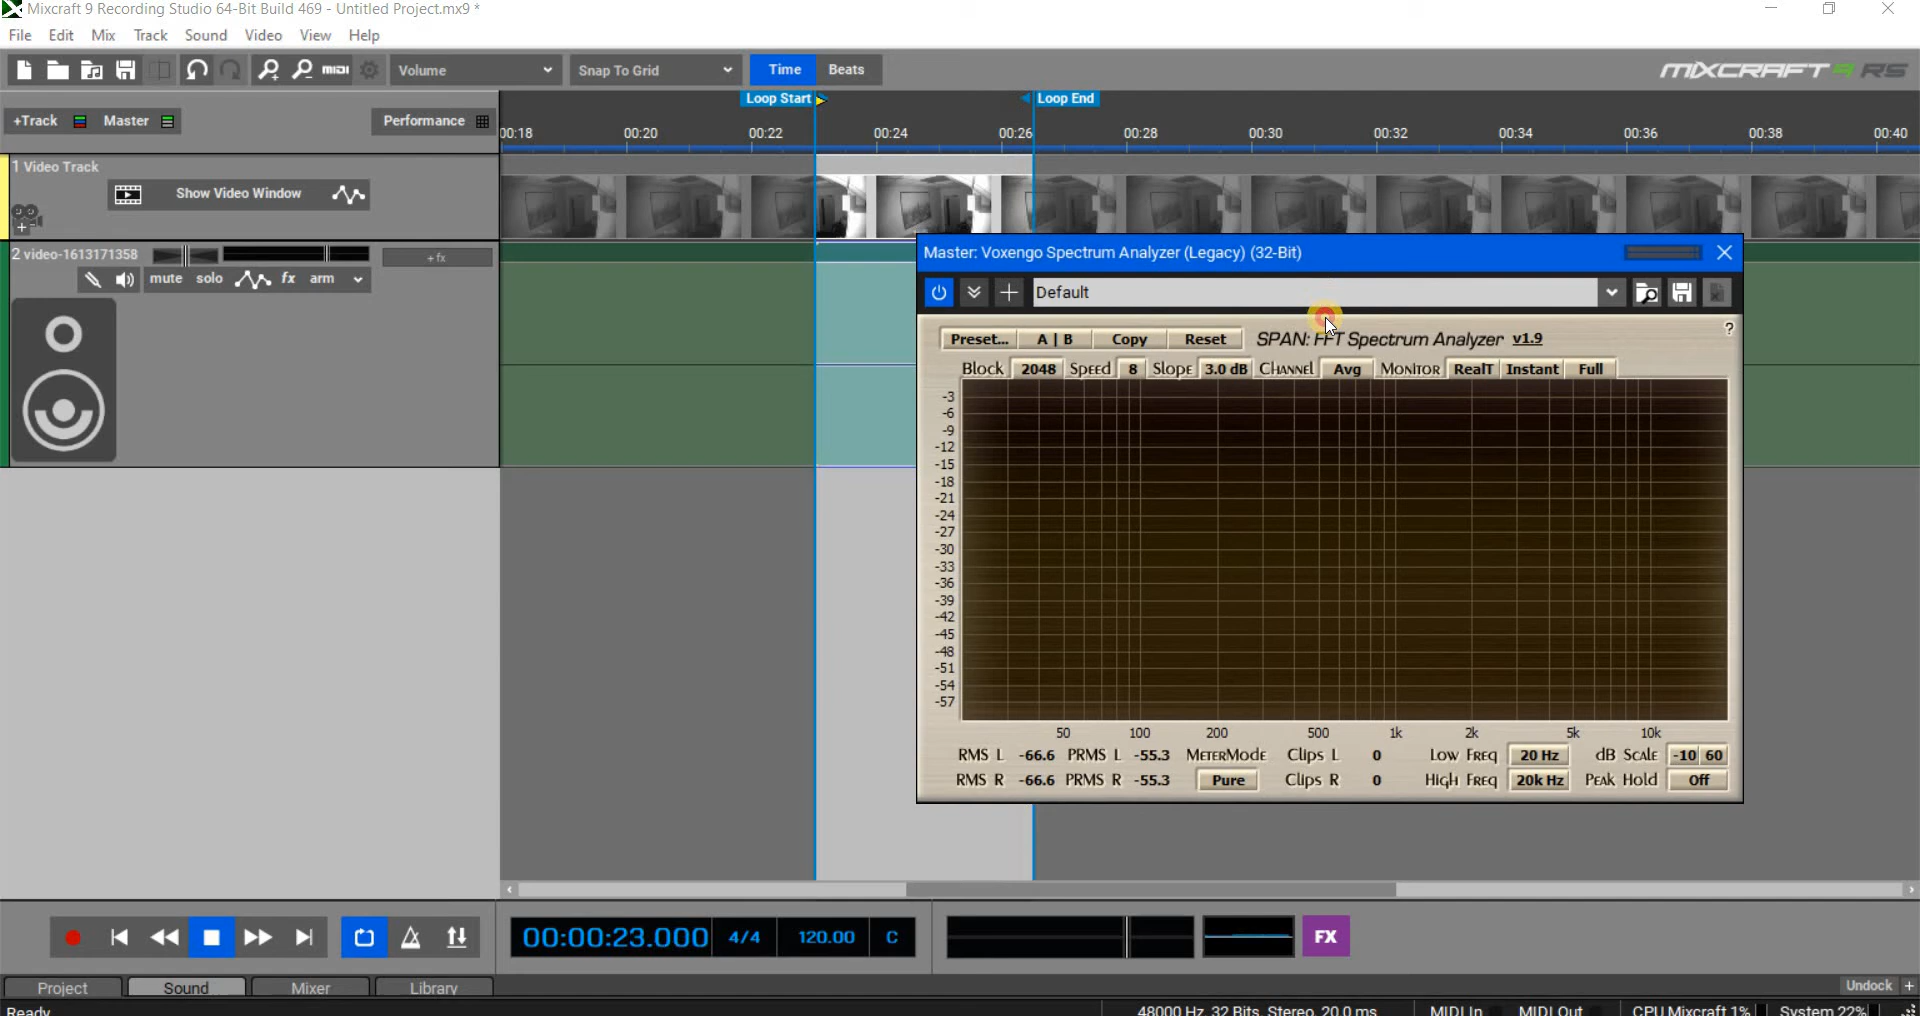 Mixcraft 9 Recording Studio 64-Bit Build 469 - Untitled Project.mx9 *
File Edit Mix Track Sound Video View Help
MIDI Volume Snap To Grid Time Beats MIXCRAFT 9 RS
Loop Start Loop End
+Track Master Performance
00:18 00:20 00:22 00:24 00:26 00:28 00:30 00:32 00:34 00:36 00:38 00:40
1 Video Track
Show Video Window
2 video-1613171358 +fx
mute solo fx arm
Master: Voxengo Spectrum Analyzer (Legacy) (32-Bit)
Default
?
Preset... A | B Copy Reset SPAN: FFT Spectrum Analyzer v1.9
Block 2048 Speed 8 Slope 3.0 dB Channel Avg Monitor RealT Instant Full
-3
-6
-9
-12
-15
-18
-21
-24
-27
-30
-33
-36
-39
-42
-45
-48
-51
-54
-57
50 100 200 500 1k 2k 5k 10k
RMS L -66.6 PRMS L -55.3 MeterMode Clips L 0 Low Freq 20 Hz dB Scale -10 60
RMS R -66.6 PRMS R -55.3 Pure Clips R 0 High Freq 20k Hz Peak Hold Off
00:00:23.000 4/4 120.00 C FX
Project Sound Mixer Library Undock +
Ready 48000 Hz, 32 Bits, Stereo, 20.0 ms MIDI In MIDI Out CPU Mixcraft 1% System 22%